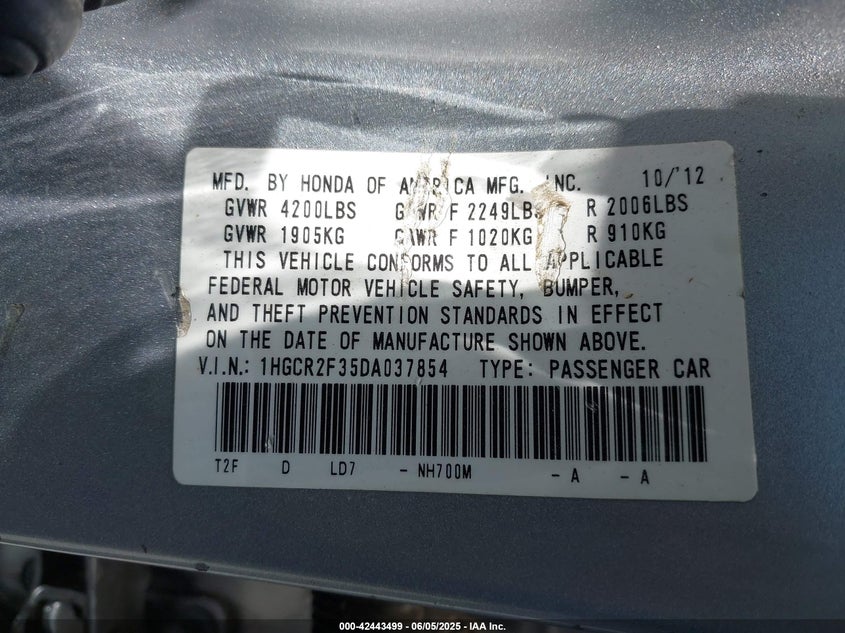 MFD. BY HONDA OF AMERICA MFG. INC. 10/'12
GVWR 4200LBS GAWR F 2249LBS R 2006LBS
GVWR 1905KG GAWR F 1020KG R 910KG
THIS VEHICLE CONFORMS TO ALL APPLICABLE
FEDERAL MOTOR VEHICLE SAFETY, BUMPER,
AND THEFT PREVENTION STANDARDS IN EFFECT
ON THE DATE OF MANUFACTURE SHOWN ABOVE.
V.I.N.: 1HGCR2F35DA037854 TYPE: PASSENGER CAR
T2F D LD7 - NH700M - A - A
000-42443499 - 06/05/2025 - IAA Inc.